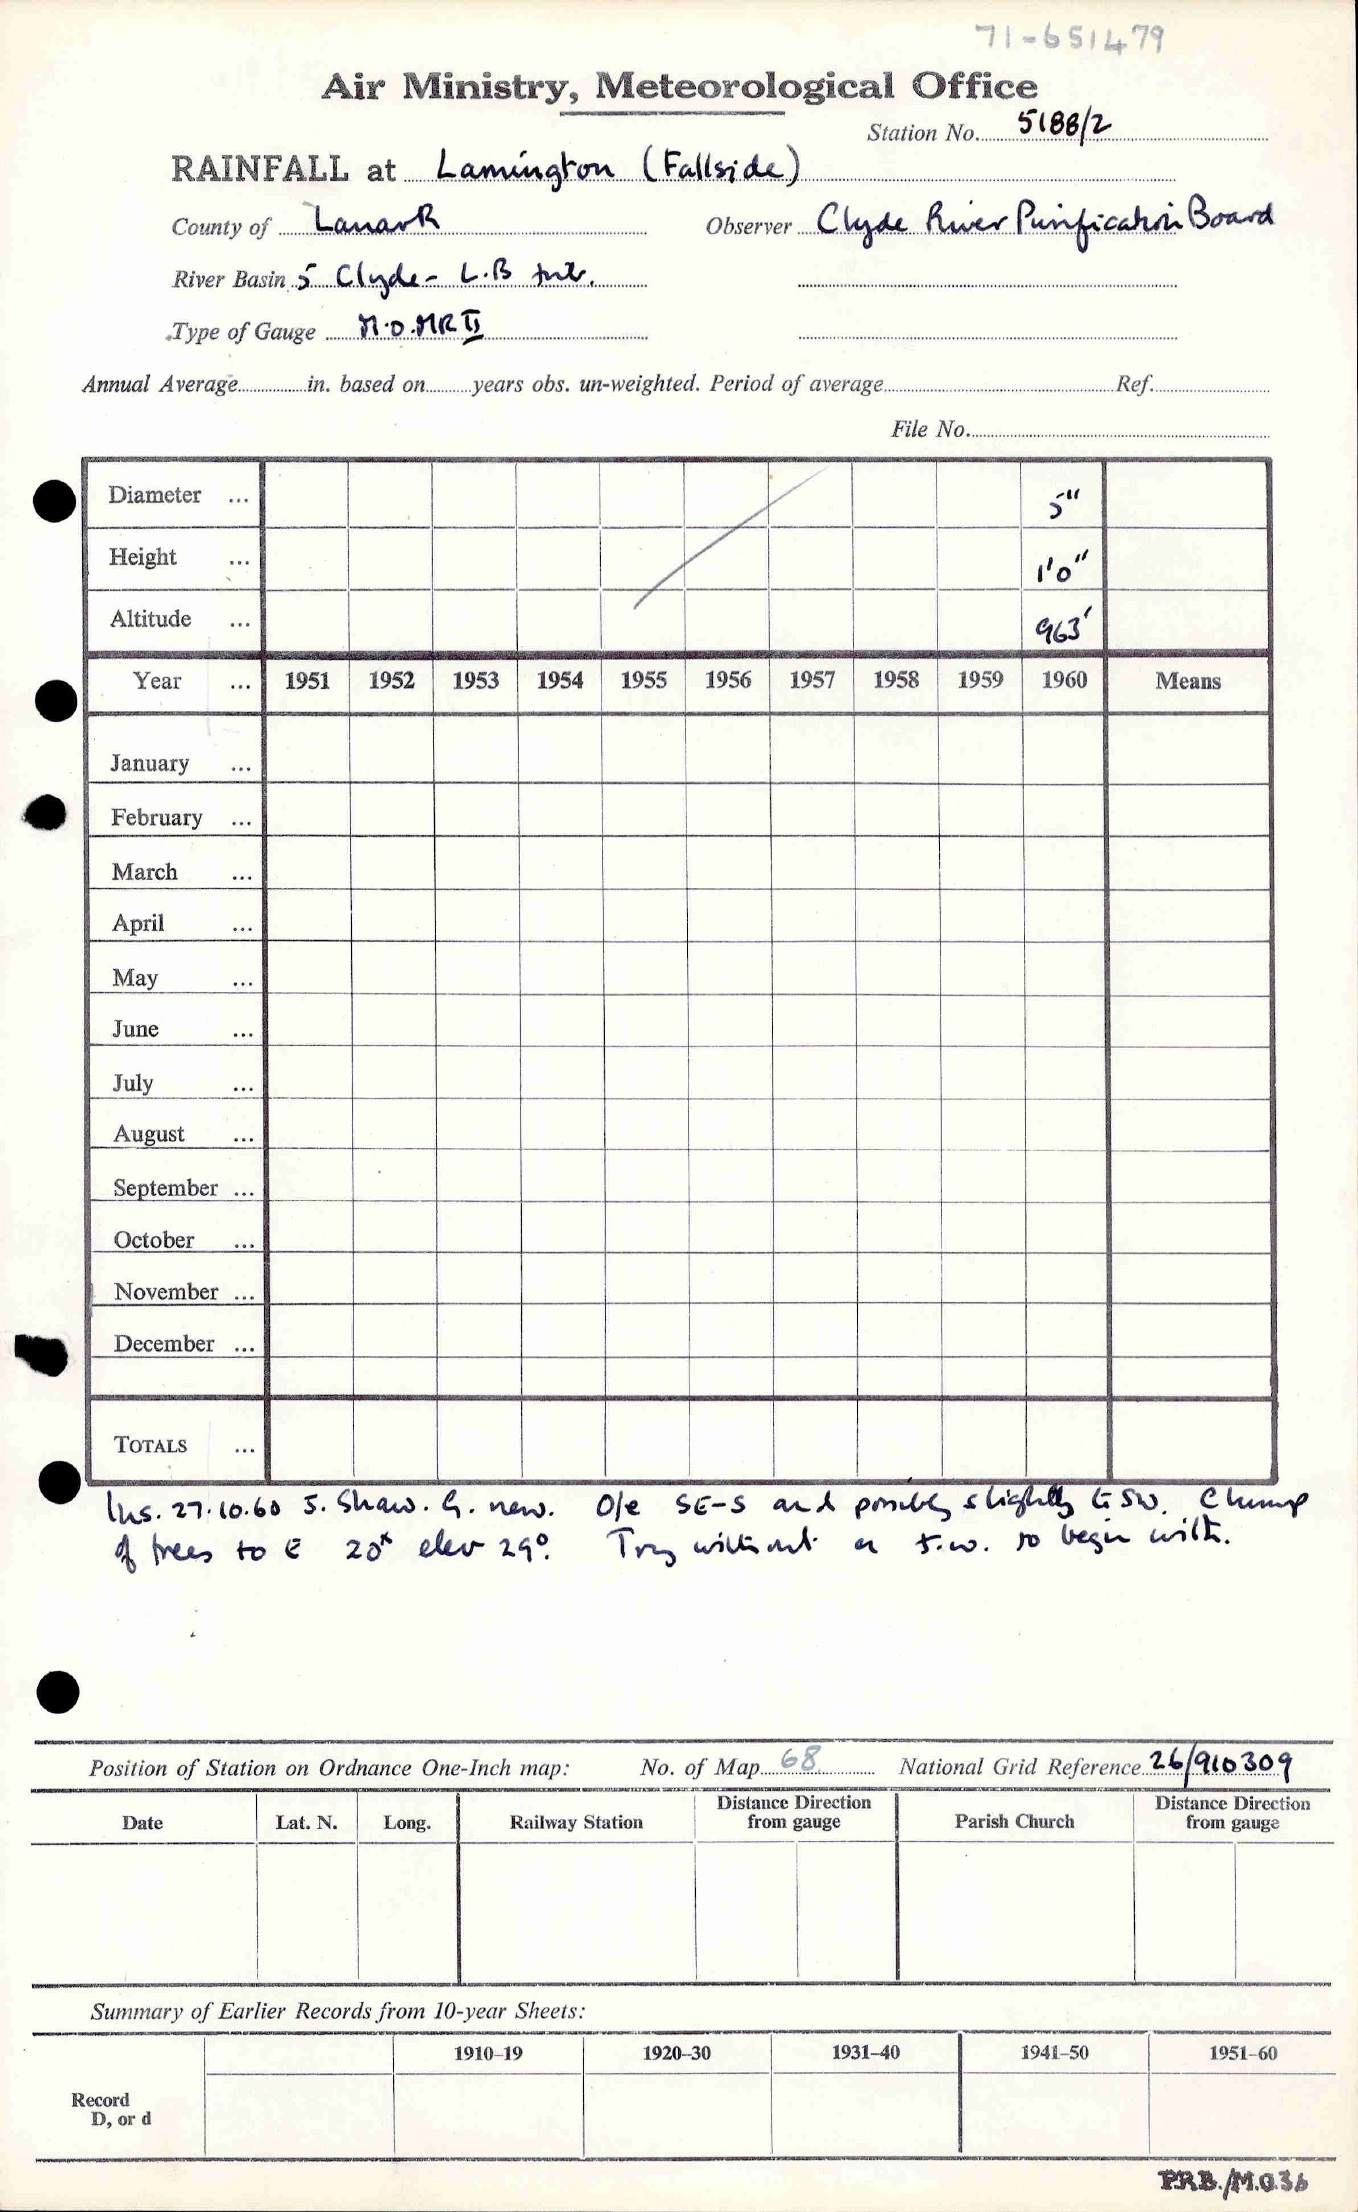 71-651479
Air Ministry, Meteorological Office
Station No. 5188/2
RAINFALL at Lamington (Fallside)
County of Lanark Observer Clyde River Purification Board
River Basin 5 Clyde - L.B trib.
Type of Gauge M.O.MK II
Annual Average in. based on years obs. un-weighted. Period of average Ref.
File No.
Diameter ... 5"
Height ... 1'0"
Altitude ... 963'
Year ... 1951 1952 1953 1954 1955 1956 1957 1958 1959 1960 Means
January ...
February ...
March ...
April ...
May ...
June ...
July ...
August ...
September ...
October ...
November ...
December ...
TOTALS ...
Ins. 27.10.60 J. Shaw. G. new. O/e SE-S and possibly slightly to SW. Clump
of trees to E 20x elev 29°. Try without a t.w. to begin with.
Position of Station on Ordnance One-Inch map: No. of Map 68 National Grid Reference 26/910309
Date Lat. N. Long. Railway Station Distance Direction from gauge Parish Church Distance Direction from gauge
Summary of Earlier Records from 10-year Sheets:
1910-19 1920-30 1931-40 1941-50 1951-60
Record
D, or d
P.R.B./M.O.3b